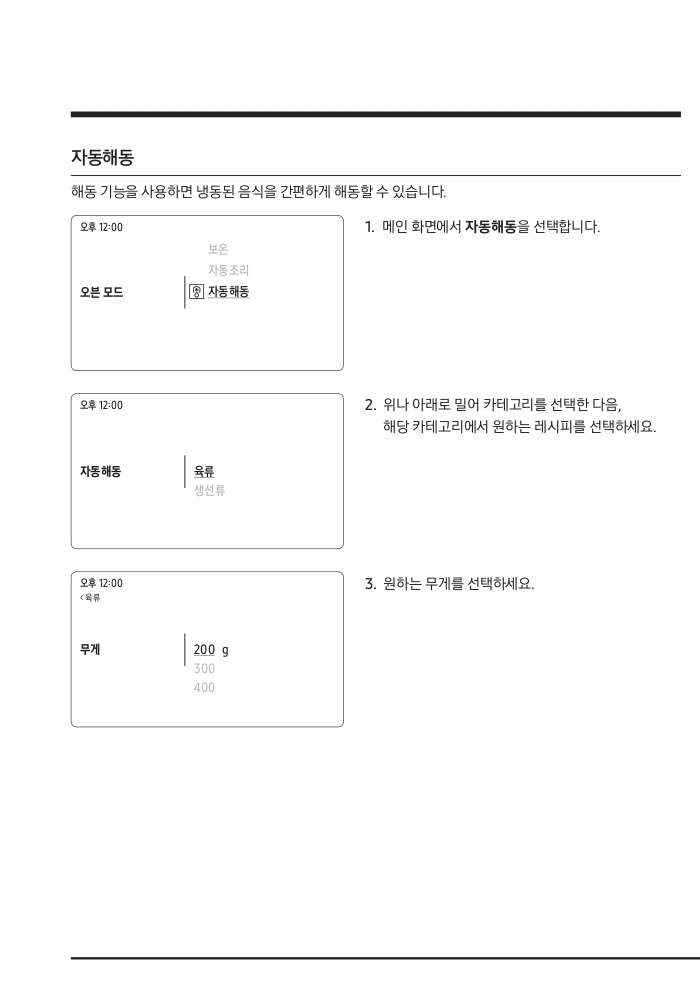 자동해동
해동 기능을 사용하면 냉동된 음식을 간편하게 해동할 수 있습니다.
오후 12:00
보온
자동조리
오븐 모드
자동해동
1. 메인 화면에서 자동해동을 선택합니다.
오후 12:00
자동해동
육류
생선류
2. 위나 아래로 밀어 카테고리를 선택한 다음,
해당 카테고리에서 원하는 레시피를 선택하세요.
오후 12:00
< 육류
무게
200 g
300
400
3. 원하는 무게를 선택하세요.